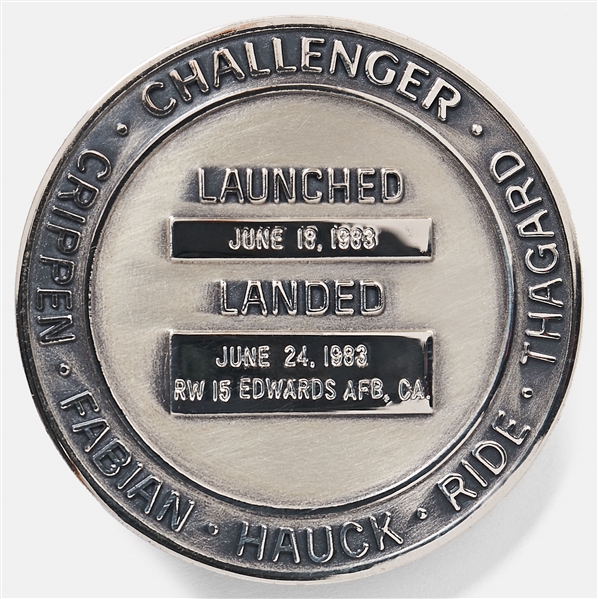 CHALLENGER · THAGARD · RIDE · HAUCK · FABIAN · CRIPPEN ·
LAUNCHED
JUNE 18, 1983
LANDED
JUNE 24, 1983
RW 15 EDWARDS AFB, CA.